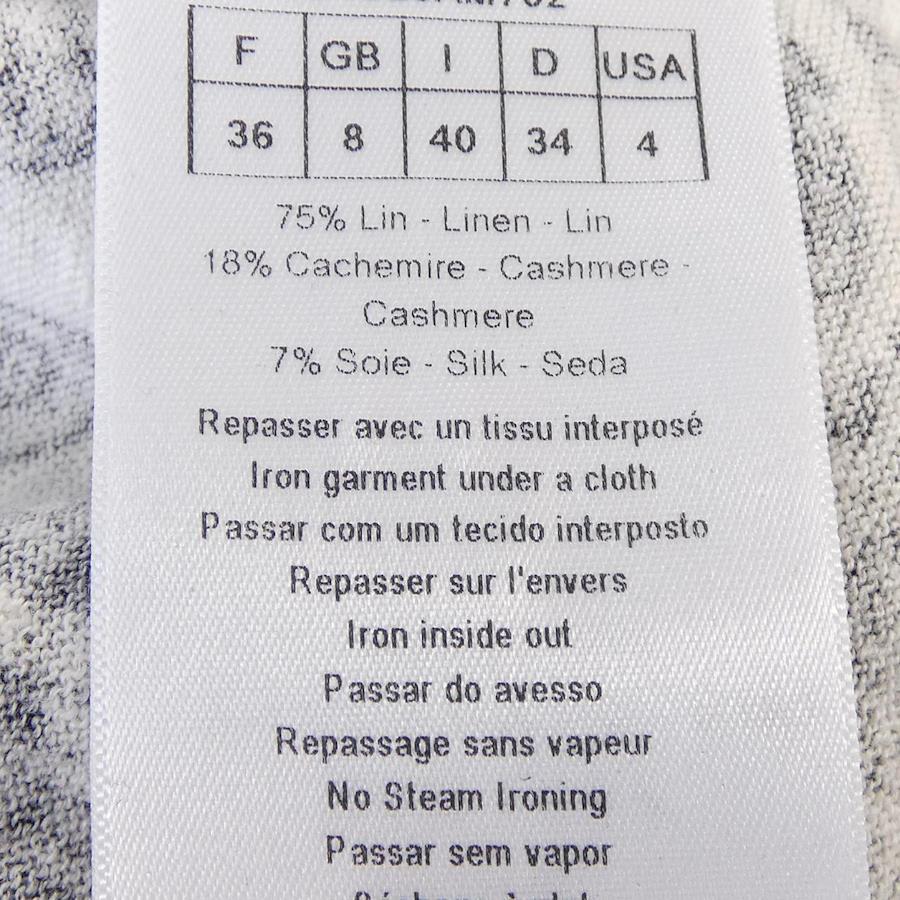 F GB I D USA
36 8 40 34 4
75% Lin - Linen - Lin
18% Cachemire - Cashmere -
Cashmere
7% Soie - Silk - Seda
Repasser avec un tissu interposé
Iron garment under a cloth
Passar com um tecido interposto
Repasser sur l'envers
Iron inside out
Passar do avesso
Repassage sans vapeur
No Steam Ironing
Passar sem vapor